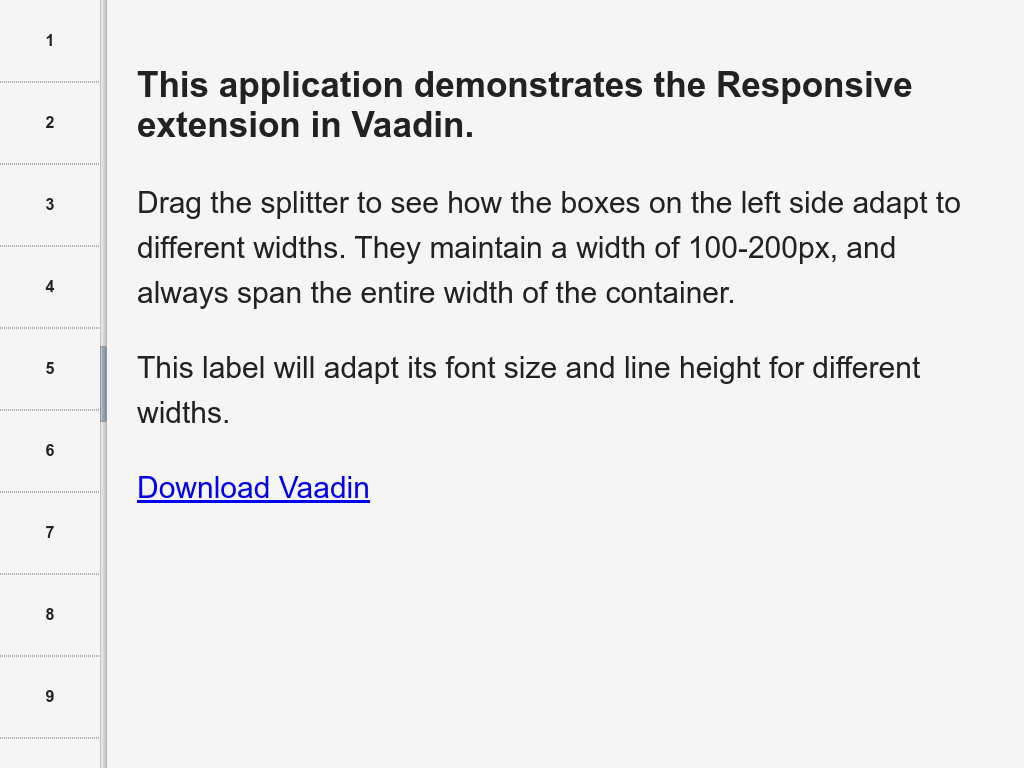 1
2
3
4
5
6
7
8
9
This application demonstrates the Responsive
extension in Vaadin.
Drag the splitter to see how the boxes on the left side adapt to
different widths. They maintain a width of 100-200px, and
always span the entire width of the container.
This label will adapt its font size and line height for different
widths.
Download Vaadin